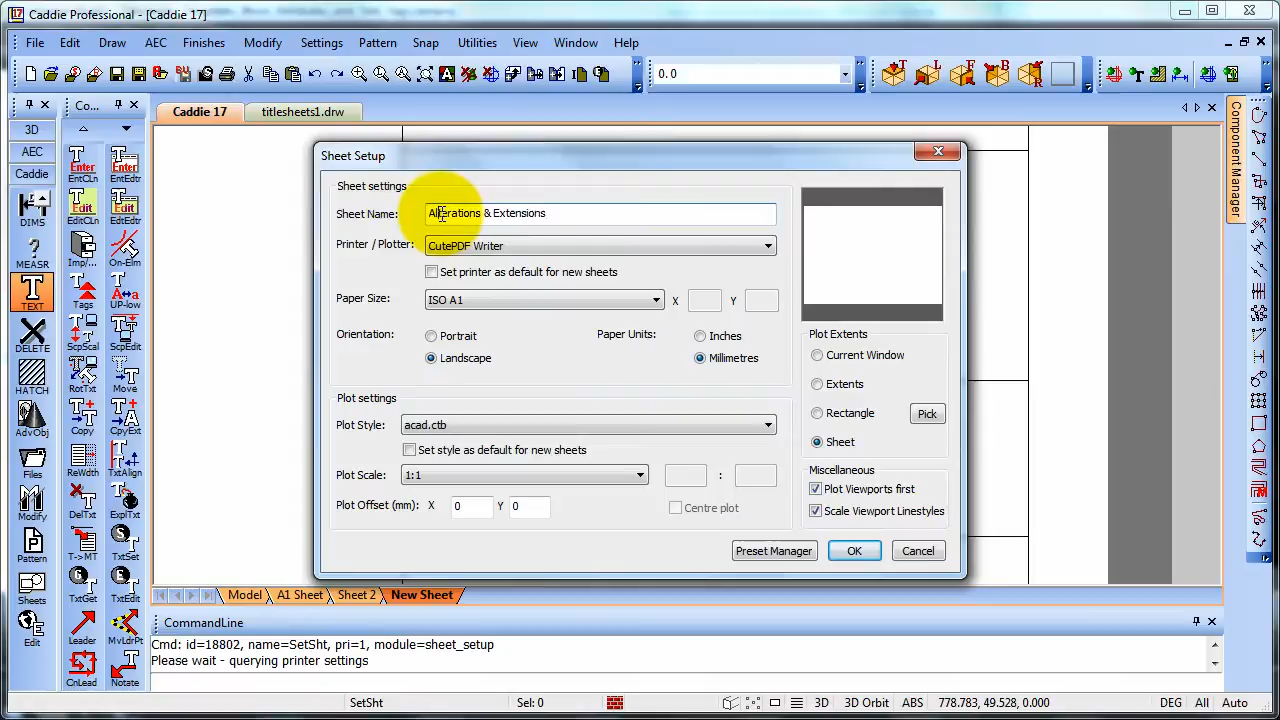 Caddie Professional - [Caddie 17]
File Edit Draw AEC Finishes Modify Settings Pattern Snap Utilities View Window Help
0. 0
Co...
Caddie 17 titlesheets1.drw
3D
AEC
Caddie
DIMS
MEASR
TEXT
DELETE
HATCH
AdvObj
Files
Modify
Pattern
Sheets
Edit
Enter Enter
EntCLn EntEdtr
Edit Edit
EditCLn EdtEdtr
Imp/... On-Elm
Tags UP-low
ScpScal ScpEdit
RotTxt Move
Copy CpyExt
ReWdth TxtAlign
DelTxt ExplTxt
T->MT TxtSet
TxtGet TxtEdit
Leader MvLdrPt
CnLead Notate
Component Manager
Sheet Setup
Sheet settings
Sheet Name: Alterations & Extensions
Printer / Plotter: CutePDF Writer
Set printer as default for new sheets
Paper Size: ISO A1 X Y
Orientation: Portrait Paper Units: Inches
Landscape Millimetres
Plot settings
Plot Style: acad.ctb
Set style as default for new sheets
Plot Scale: 1:1 :
Plot Offset (mm): X 0 Y 0 Centre plot
Plot Extents
Current Window
Extents
Rectangle Pick
Sheet
Miscellaneous
Plot Viewports first
Scale Viewport Linestyles
Preset Manager OK Cancel
Model A1 Sheet Sheet 2 New Sheet
CommandLine
Cmd: id=18802, name=SetSht, pri=1, module=sheet_setup
Please wait - querying printer settings
SetSht Sel: 0 3D 3D Orbit ABS 778.783, 49.528, 0.000 DEG All Auto